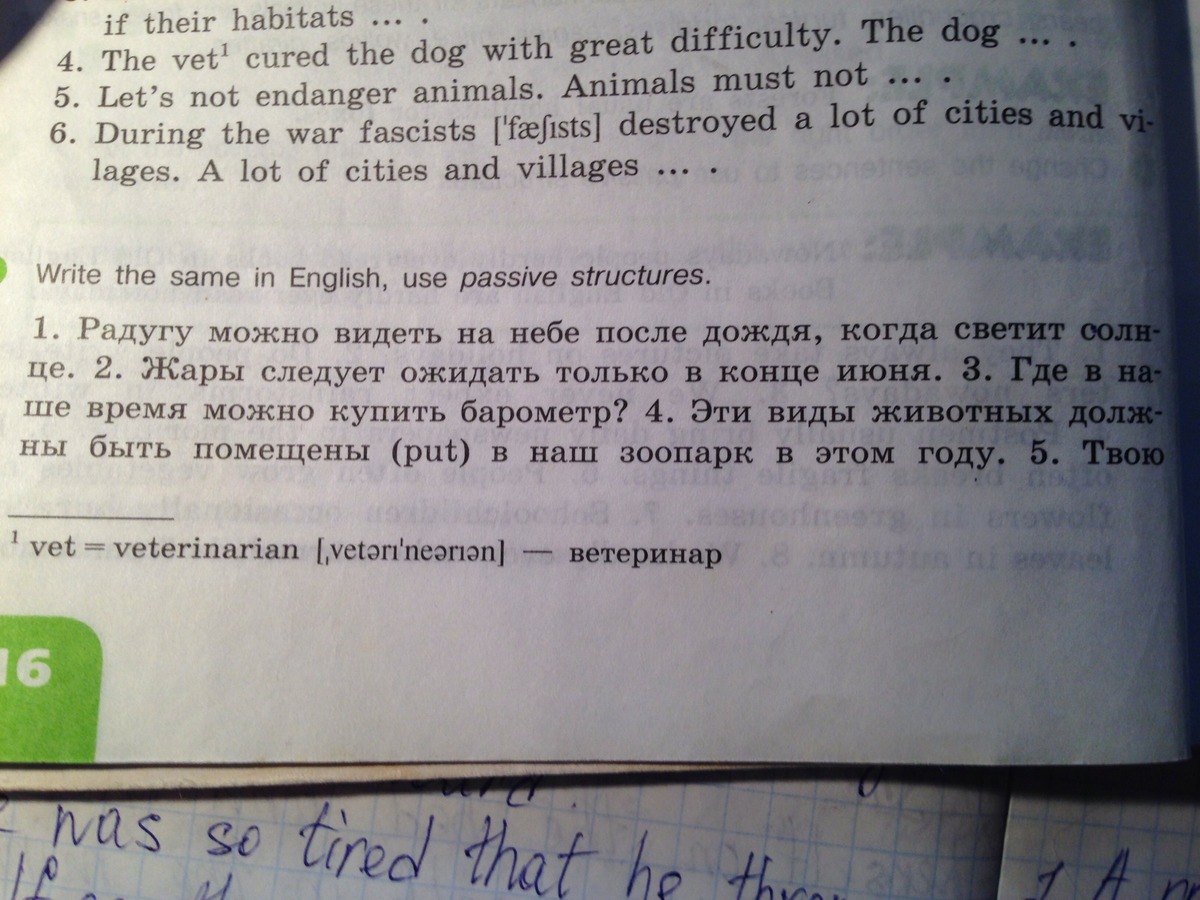 if their habitats ... .
4. The vet¹ cured the dog with great difficulty. The dog ... .
5. Let's not endanger animals. Animals must not ... .
6. During the war fascists [ˈfæʃɪsts] destroyed a lot of cities and vi-
lages. A lot of cities and villages ... .
Write the same in English, use passive structures.
1. Радугу можно видеть на небе после дождя, когда светит солн-
це. 2. Жары следует ожидать только в конце июня. 3. Где в на-
ше время можно купить барометр? 4. Эти виды животных долж-
ны быть помещены (put) в наш зоопарк в этом году. 5. Твою
¹ vet = veterinarian [ˌvetərɪˈneərɪən] — ветеринар
16
was so tired that he